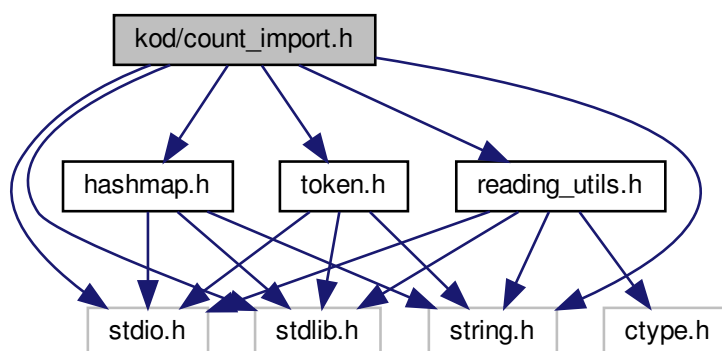 kod/count_import.h
hashmap.h
token.h
reading_utils.h
stdio.h
stdlib.h
string.h
ctype.h